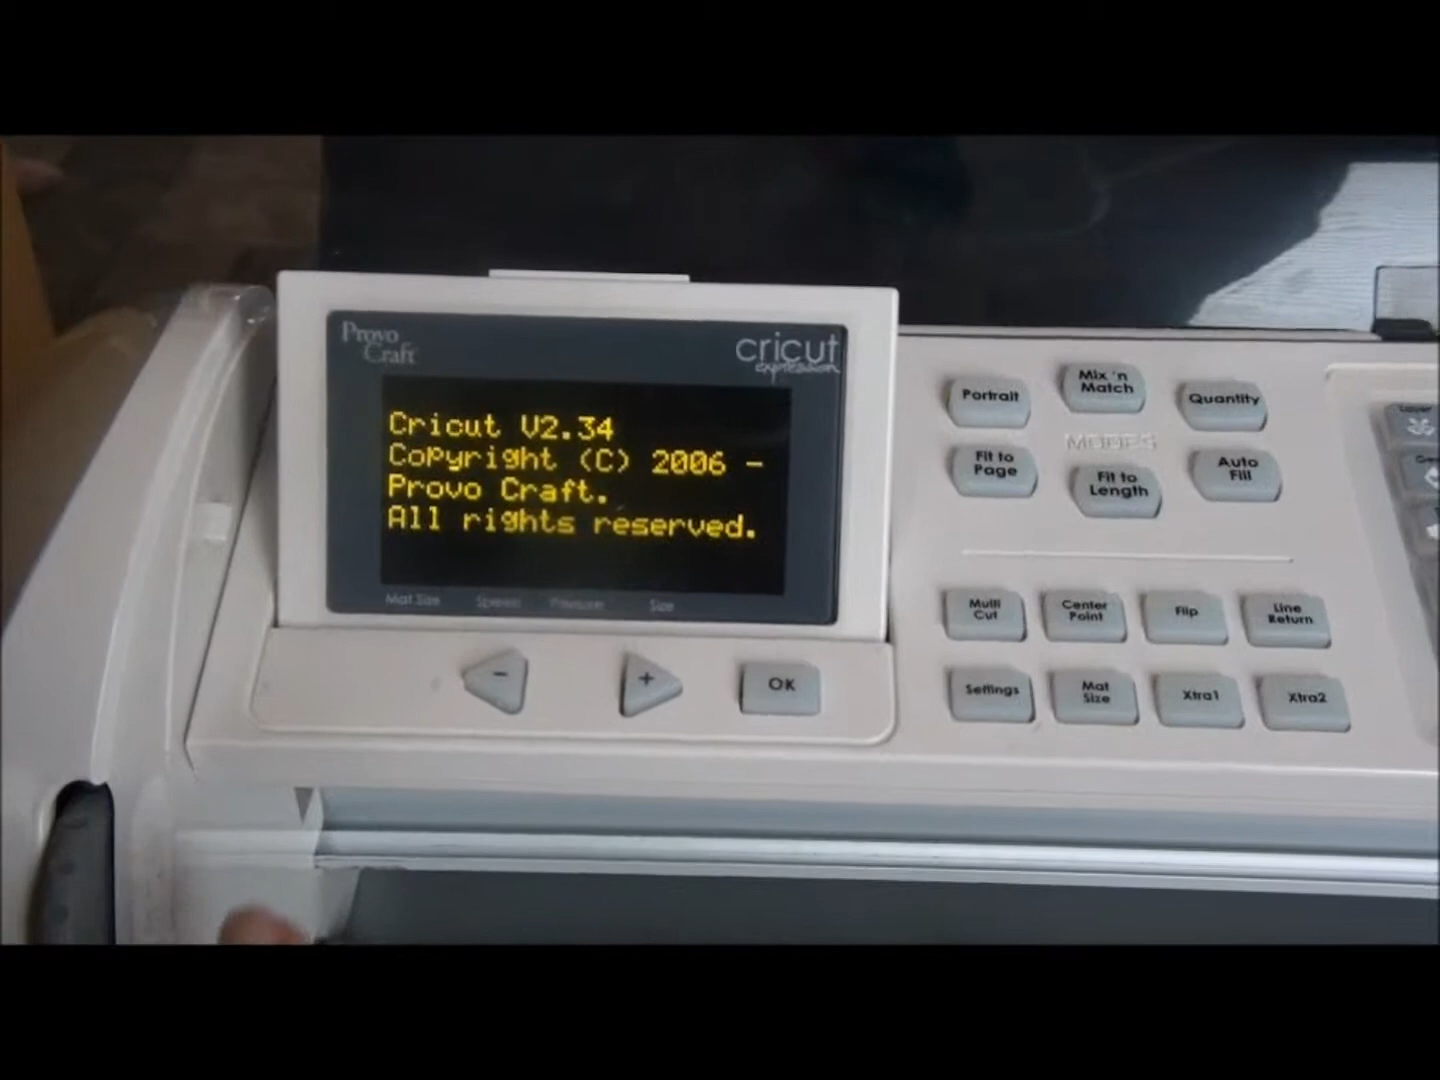 Provo
Craft
cricut
expression
Cricut V2.34
Copyright (C) 2006 -
Provo Craft.
All rights reserved.
Mat Size Speed Pressure Size
- + OK
Portrait
Mix 'n
Match
Quantity
MODES
Fit to
Page
Fit to
Length
Auto
Fill
Multi
Cut
Center
Point
Flip
Line
Return
Settings
Mat
Size
Xtra1
Xtra2